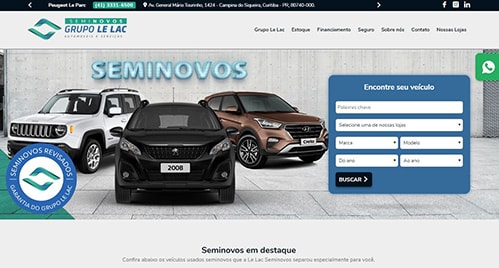 Peugeot Le Parc (41) 3331-6500 Av. General Mário Tourinho, 1424 - Campina do Siqueira, Curitiba - PR, 80740-000.
SEMINOVOS
GRUPO LE LAC
AUTOMÓVEIS E SERVIÇOS
Grupo Le Lac Estoque Financiamento Seguro Sobre nós Contato Nossas Lojas
SEMINOVOS
Encontre seu veículo
Palavras chave
Selecione uma de nossas lojas
Marca Modelo
Do ano Ao ano
BUSCAR
2008
Creta
SEMINOVOS REVISADOS
GARANTIA DO GRUPO LE LAC
Seminovos em destaque
Confira abaixo os veículos usados seminovos que a Le Lac Seminovos separou especialmente para você.